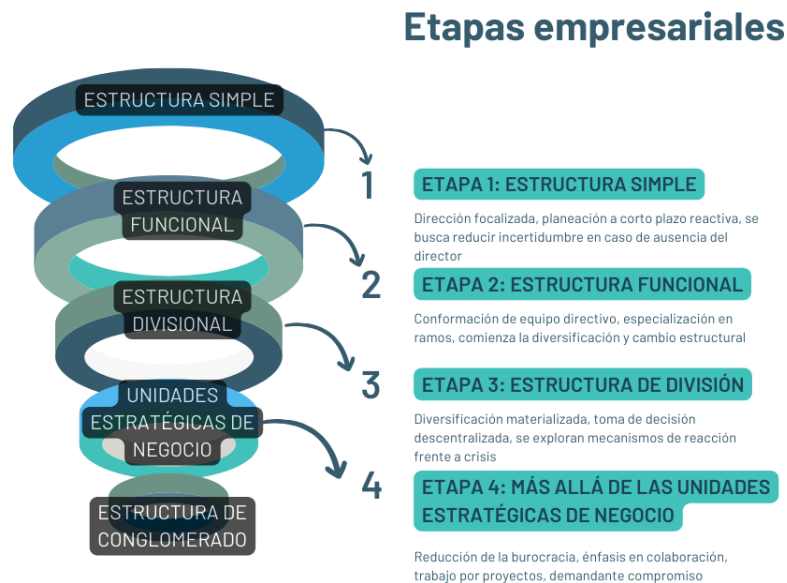 Etapas empresariales
ESTRUCTURA SIMPLE
1
ESTRUCTURA
FUNCIONAL
2
ESTRUCTURA
DIVISIONAL
3
UNIDADES
ESTRATÉGICAS DE
NEGOCIO
4
ESTRUCTURA DE
CONGLOMERADO
ETAPA 1: ESTRUCTURA SIMPLE
Dirección focalizada, planeación a corto plazo reactiva, se
busca reducir incertidumbre en caso de ausencia del
director
ETAPA 2: ESTRUCTURA FUNCIONAL
Conformación de equipo directivo, especialización en
ramos, comienza la diversificación y cambio estructural
ETAPA 3: ESTRUCTURA DE DIVISIÓN
Diversificación materializada, toma de decisión
descentralizada, se exploran mecanismos de reacción
frente a crisis
ETAPA 4: MÁS ALLÁ DE LAS UNIDADES
ESTRATÉGICAS DE NEGOCIO
Reducción de la burocracia, énfasis en colaboración,
trabajo por proyectos, demandante compromiso